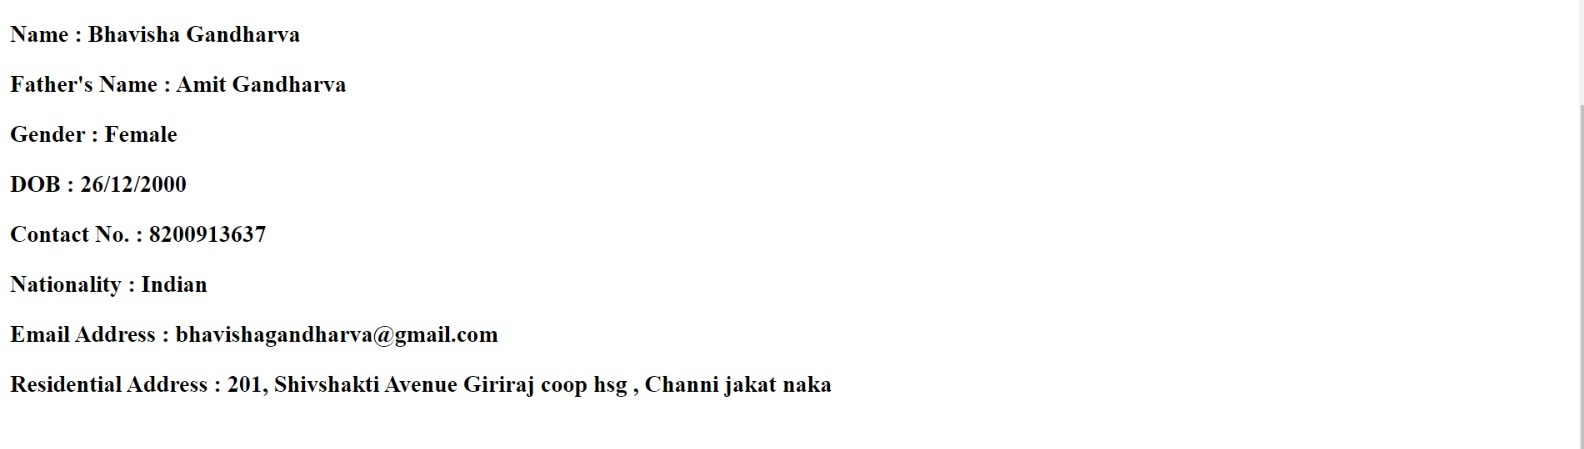 Name : Bhavisha Gandharva
Father's Name : Amit Gandharva
Gender : Female
DOB : 26/12/2000
Contact No. : 8200913637
Nationality : Indian
Email Address : bhavishagandharva@gmail.com
Residential Address : 201, Shivshakti Avenue Giriraj coop hsg , Channi jakat naka